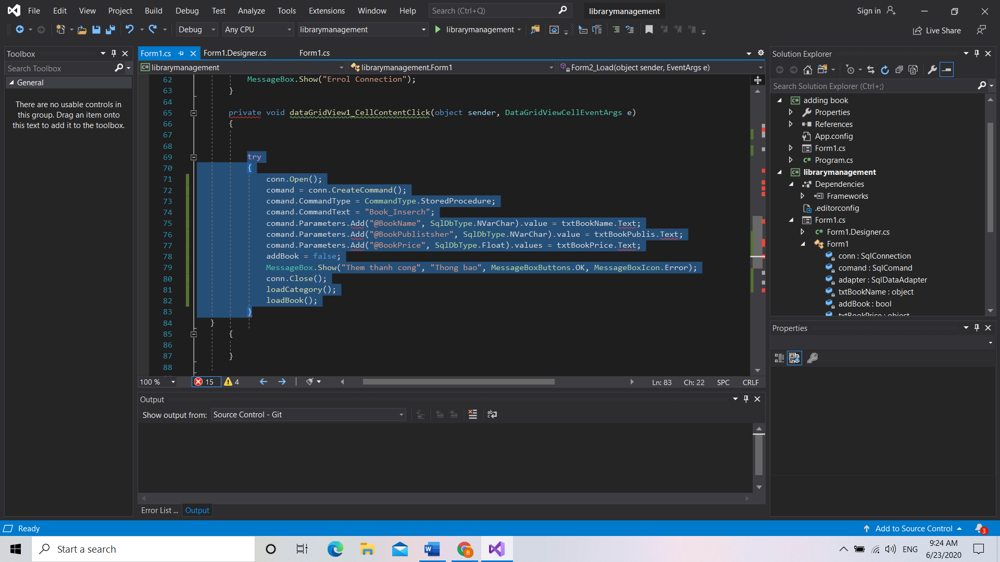 File Edit View Project Build Debug Test Analyze Tools Extensions Window Help Search (Ctrl+Q) librarymanagement Sign in
Debug Any CPU librarymanagement librarymanagement Live Share
Toolbox
Search Toolbox
General
There are no usable controls in
this group. Drag an item onto
this text to add it to the toolbox.
Form1.cs Form1.Designer.cs Form1.cs
librarymanagement librarymanagement.Form1 Form2_Load(object sender, EventArgs e)
62 MessageBox.Show("Errol Connection");
63 }
64
65 private void dataGridView1_CellContentClick(object sender, DataGridViewCellEventArgs e)
66 {
67
68
69 try
70 {
71 conn.Open();
72 comand = conn.CreateCommand();
73 comand.CommandType = CommandType.StoredProcedure;
74 comand.CommandText = "Book_Inserch";
75 comand.Parameters.Add("@BookName", SqlDbType.NVarChar).value = txtBookName.Text;
76 comand.Parameters.Add("@BookPublistsher", SqlDbType.NVarChar).value = txtBookPublis.Text;
77 comand.Parameters.Add("@BookPrice", SqlDbType.Float).values = txtBookPrice.Text;
78 addBook = false;
79 MessageBox.Show("Them thanh cong", "Thong bao", MessageBoxButtons.OK, MessageBoxIcon.Error);
80 conn.Close();
81 loadCategory();
82 loadBook();
83 }
84 }
85 {
86
87 }
88
100 % 15 4 Ln: 83 Ch: 22 SPC CRLF
Output
Show output from: Source Control - Git
Error List ... Output
Solution Explorer
Search Solution Explorer (Ctrl+;)
C# adding book
Properties
References
App.config
Form1.cs
C# Program.cs
C# librarymanagement
Dependencies
Frameworks
.editorconfig
Form1.cs
C# Form1.Designer.cs
Form1
conn : SqlConnection
comand : SqlComand
adapter : SqlDataAdapter
txtBookName : object
addBook : bool
txtBookPrice : object
Properties
Ready Add to Source Control 3
Start a search ENG 9:24 AM
6/23/2020